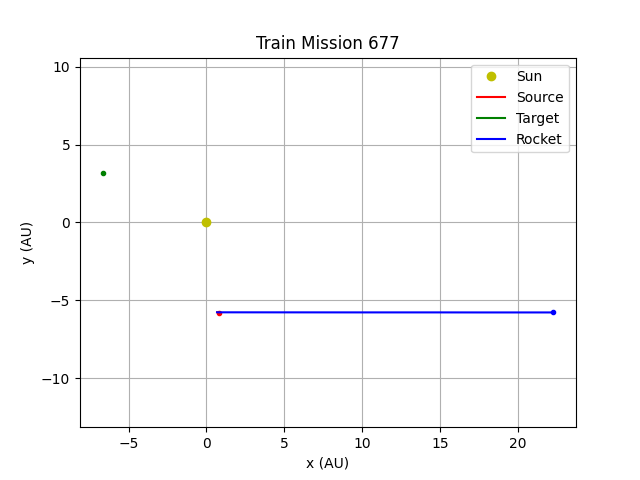 Train Mission 677
Sun
Source
Target
Rocket
y (AU)
10
5
0
−5
−10
−5
0
5
10
15
20
x (AU)